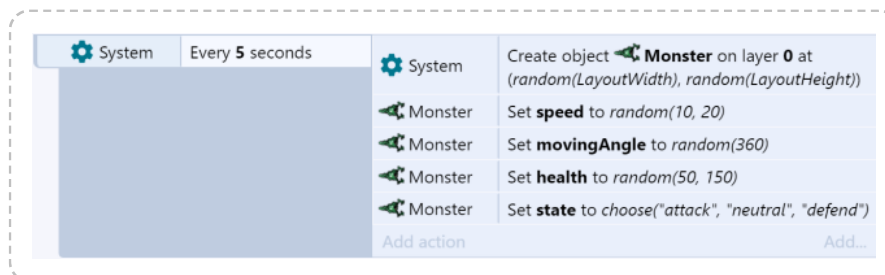 System Every 5 seconds
System Create object Monster on layer 0 at
(random(LayoutWidth), random(LayoutHeight))
Monster Set speed to random(10, 20)
Monster Set movingAngle to random(360)
Monster Set health to random(50, 150)
Monster Set state to choose("attack", "neutral", "defend")
Add action Add...